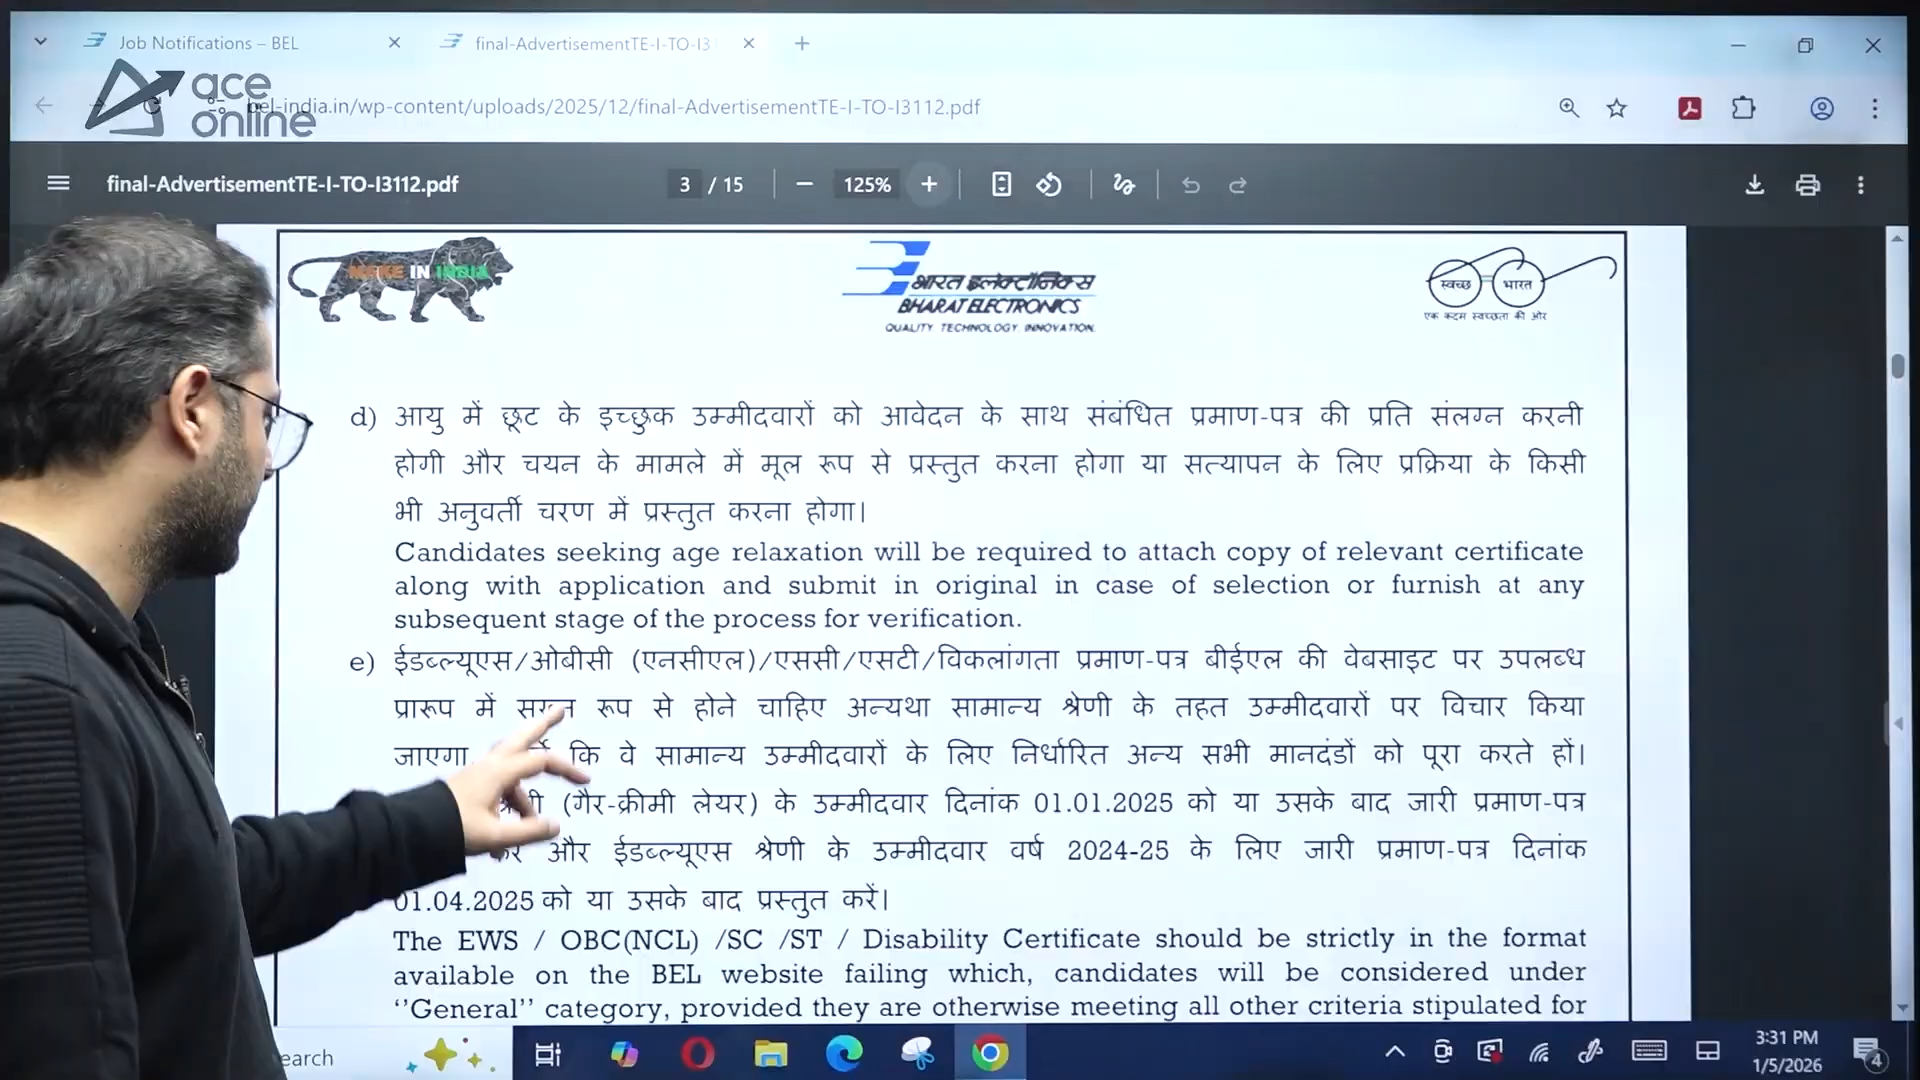 Job Notifications – BEL
final-AdvertisementTE-I-TO-I3
ace
online
bel-india.in/wp-content/uploads/2025/12/final-AdvertisementTE-I-TO-I3112.pdf
final-AdvertisementTE-I-TO-I3112.pdf
3 / 15
125%
MAKE IN INDIA
भारत इलेक्ट्रॉनिक्स
BHARAT ELECTRONICS
QUALITY. TECHNOLOGY. INNOVATION.
स्वच्छ भारत
एक कदम स्वच्छता की ओर
d) आयु में छूट के इच्छुक उम्मीदवारों को आवेदन के साथ संबंधित प्रमाण-पत्र की प्रति संलग्न करनी
होगी और चयन के मामले में मूल रूप से प्रस्तुत करना होगा या सत्यापन के लिए प्रक्रिया के किसी
भी अनुवर्ती चरण में प्रस्तुत करना होगा।
Candidates seeking age relaxation will be required to attach copy of relevant certificate
along with application and submit in original in case of selection or furnish at any
subsequent stage of the process for verification.
e) ईडब्ल्यूएस/ओबीसी (एनसीएल)/एससी/एसटी/विकलांगता प्रमाण-पत्र बीईएल की वेबसाइट पर उपलब्ध
प्रारूप में रूप से होने चाहिए अन्यथा सामान्य श्रेणी के तहत उम्मीदवारों पर विचार किया
जाएगा कि वे सामान्य उम्मीदवारों के लिए निर्धारित अन्य सभी मानदंडों को पूरा करते हों।
(गैर-क्रीमी लेयर) के उम्मीदवार दिनांक 01.01.2025 को या उसके बाद जारी प्रमाण-पत्र
और ईडब्ल्यूएस श्रेणी के उम्मीदवार वर्ष 2024-25 के लिए जारी प्रमाण-पत्र दिनांक
01.04.2025 को या उसके बाद प्रस्तुत करें।
The EWS / OBC(NCL) /SC /ST / Disability Certificate should be strictly in the format
available on the BEL website failing which, candidates will be considered under
‘‘General’’ category, provided they are otherwise meeting all other criteria stipulated for
earch
3:31 PM
1/5/2026
4